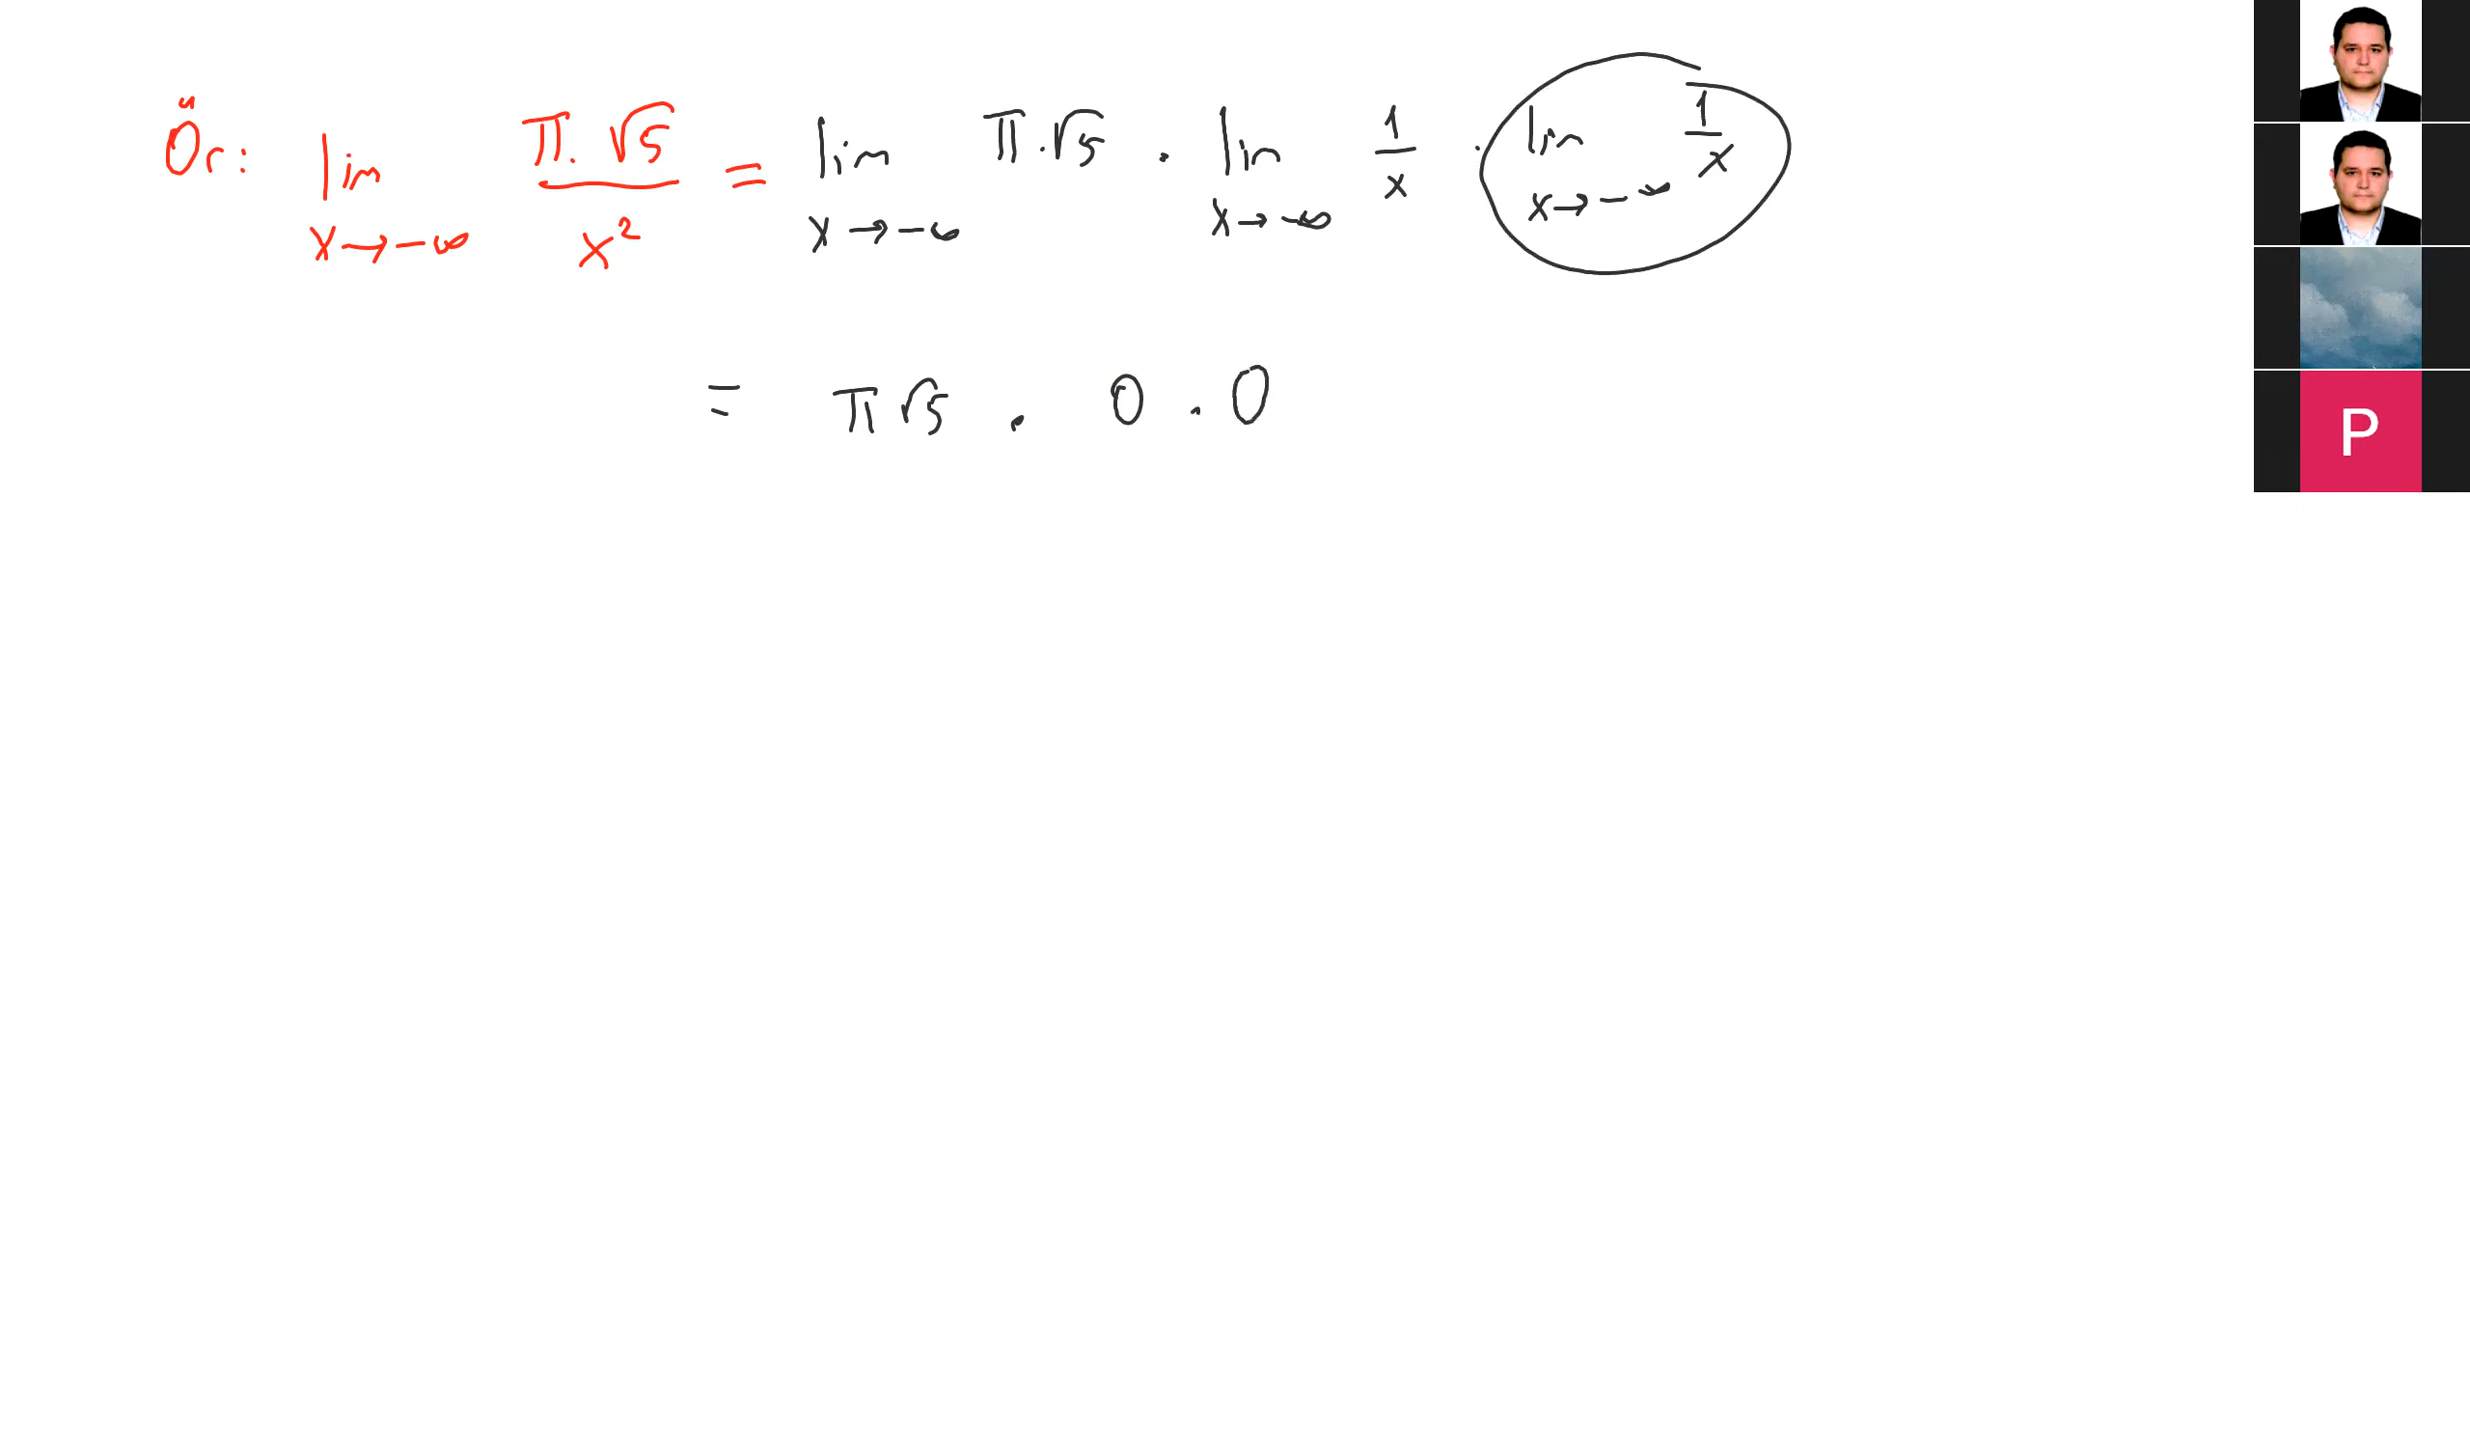 Ör: lim x→-∞ π.√5 / x² = lim x→-∞ π.√5 . lim x→-∞ 1/x . lim x→-∞ 1/x
= π√5 . 0 . 0
P